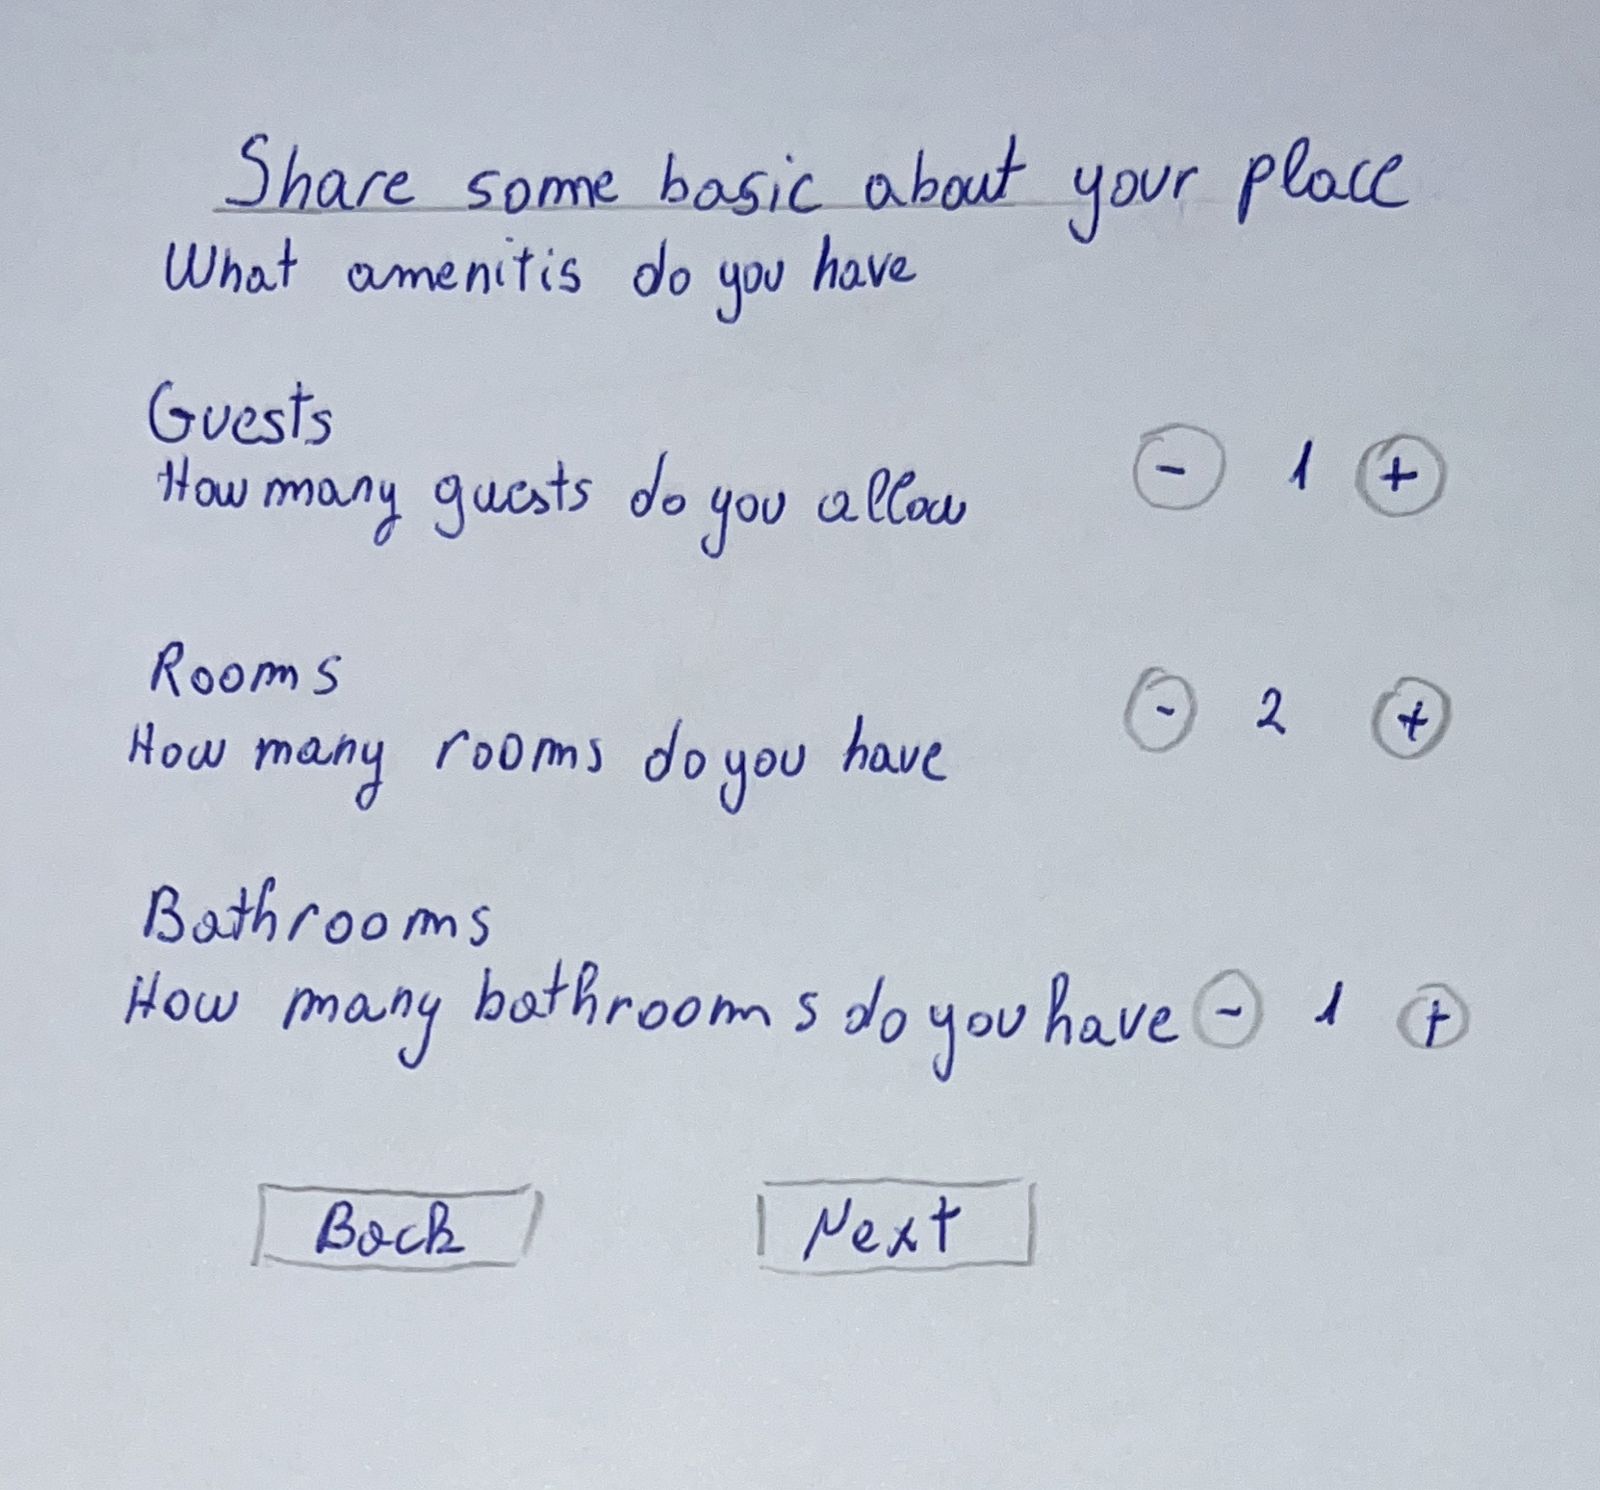 Share some basic about your place
What amenitis do you have
Guests
How many guests do you allow
- 1 +
Rooms
How many rooms do you have
- 2 +
Bathrooms
How many bathrooms do you have - 1 +
Back Next